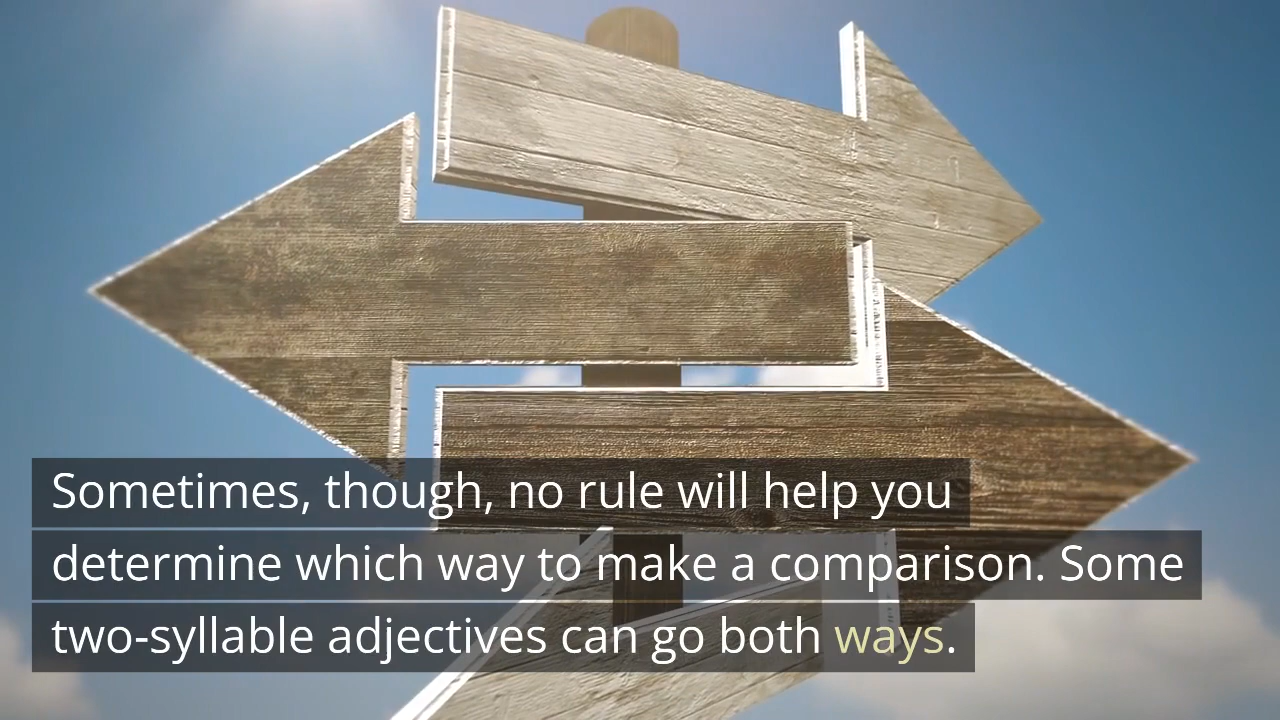 Sometimes, though, no rule will help you
determine which way to make a comparison. Some
two-syllable adjectives can go both ways.